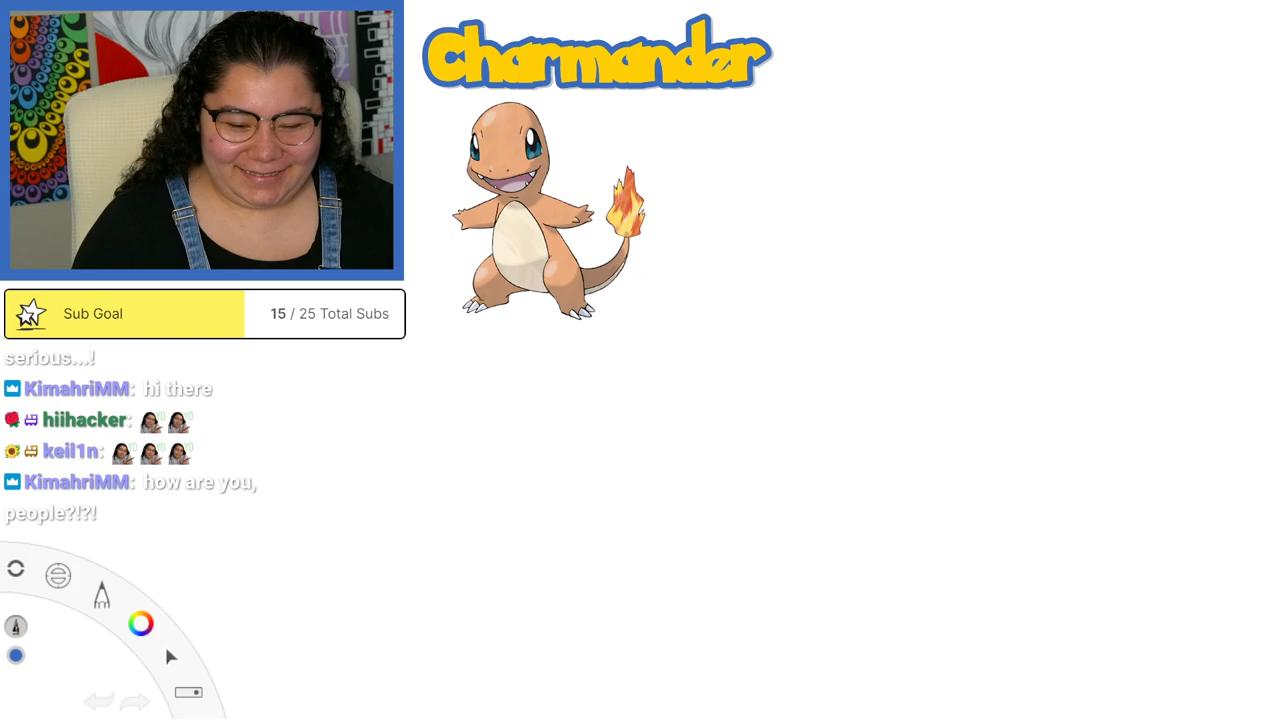 Charmander
Sub Goal
15 / 25 Total Subs
serious...!
KimahriMM: hi there
hiihacker:
keil1n:
KimahriMM: how are you,
people?!?!